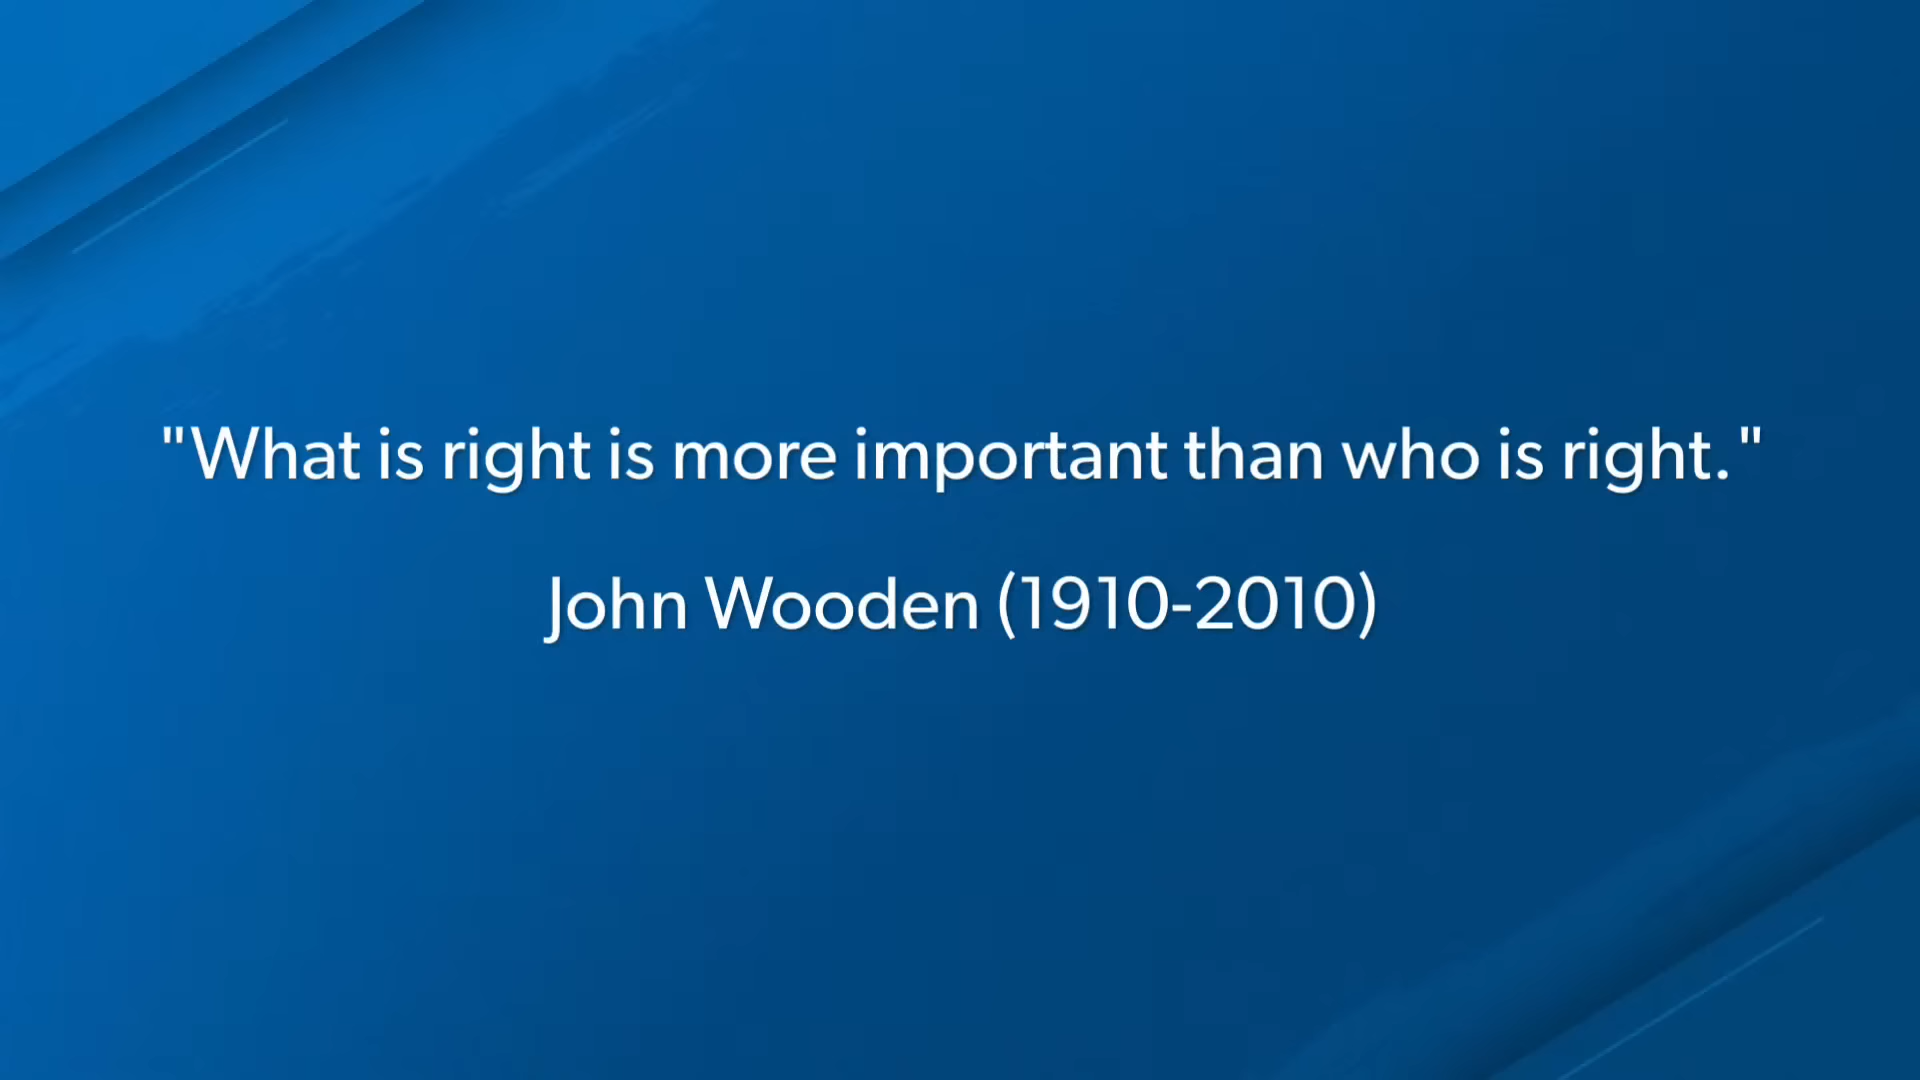 "What is right is more important than who is right."
John Wooden (1910-2010)